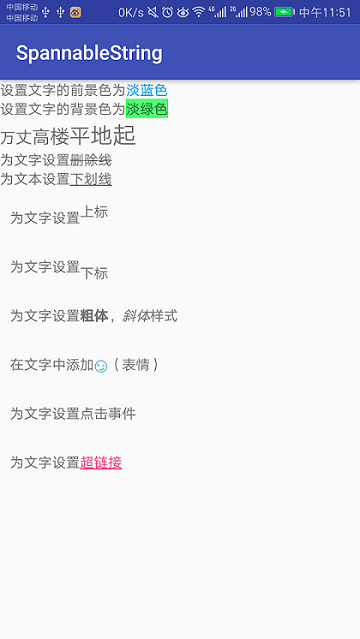 中国移动
中国移动
0K/s 4G 2G 98% 中午11:51
SpannableString
设置文字的前景色为淡蓝色
设置文字的背景色为淡绿色
万丈高楼平地起
为文字设置删除线
为文本设置下划线
为文字设置上标
为文字设置下标
为文字设置粗体，斜体样式
在文字中添加（表情）
为文字设置点击事件
为文字设置超链接